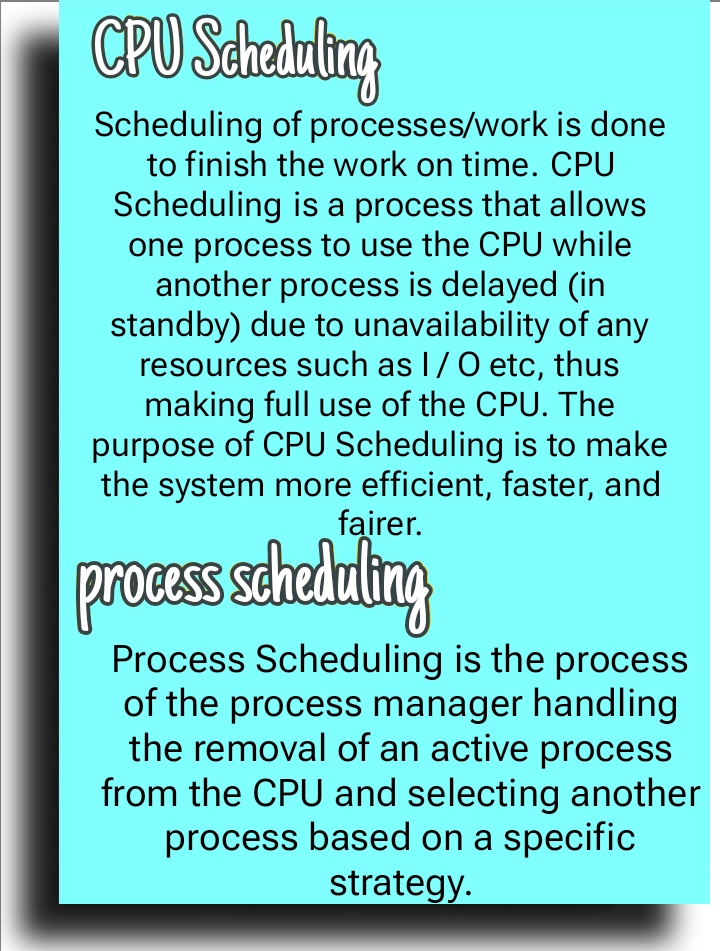 CPU Scheduling
Scheduling of processes/work is done
to finish the work on time. CPU
Scheduling is a process that allows
one process to use the CPU while
another process is delayed (in
standby) due to unavailability of any
resources such as I / O etc, thus
making full use of the CPU. The
purpose of CPU Scheduling is to make
the system more efficient, faster, and
fairer.
process scheduling
Process Scheduling is the process
of the process manager handling
the removal of an active process
from the CPU and selecting another
process based on a specific
strategy.